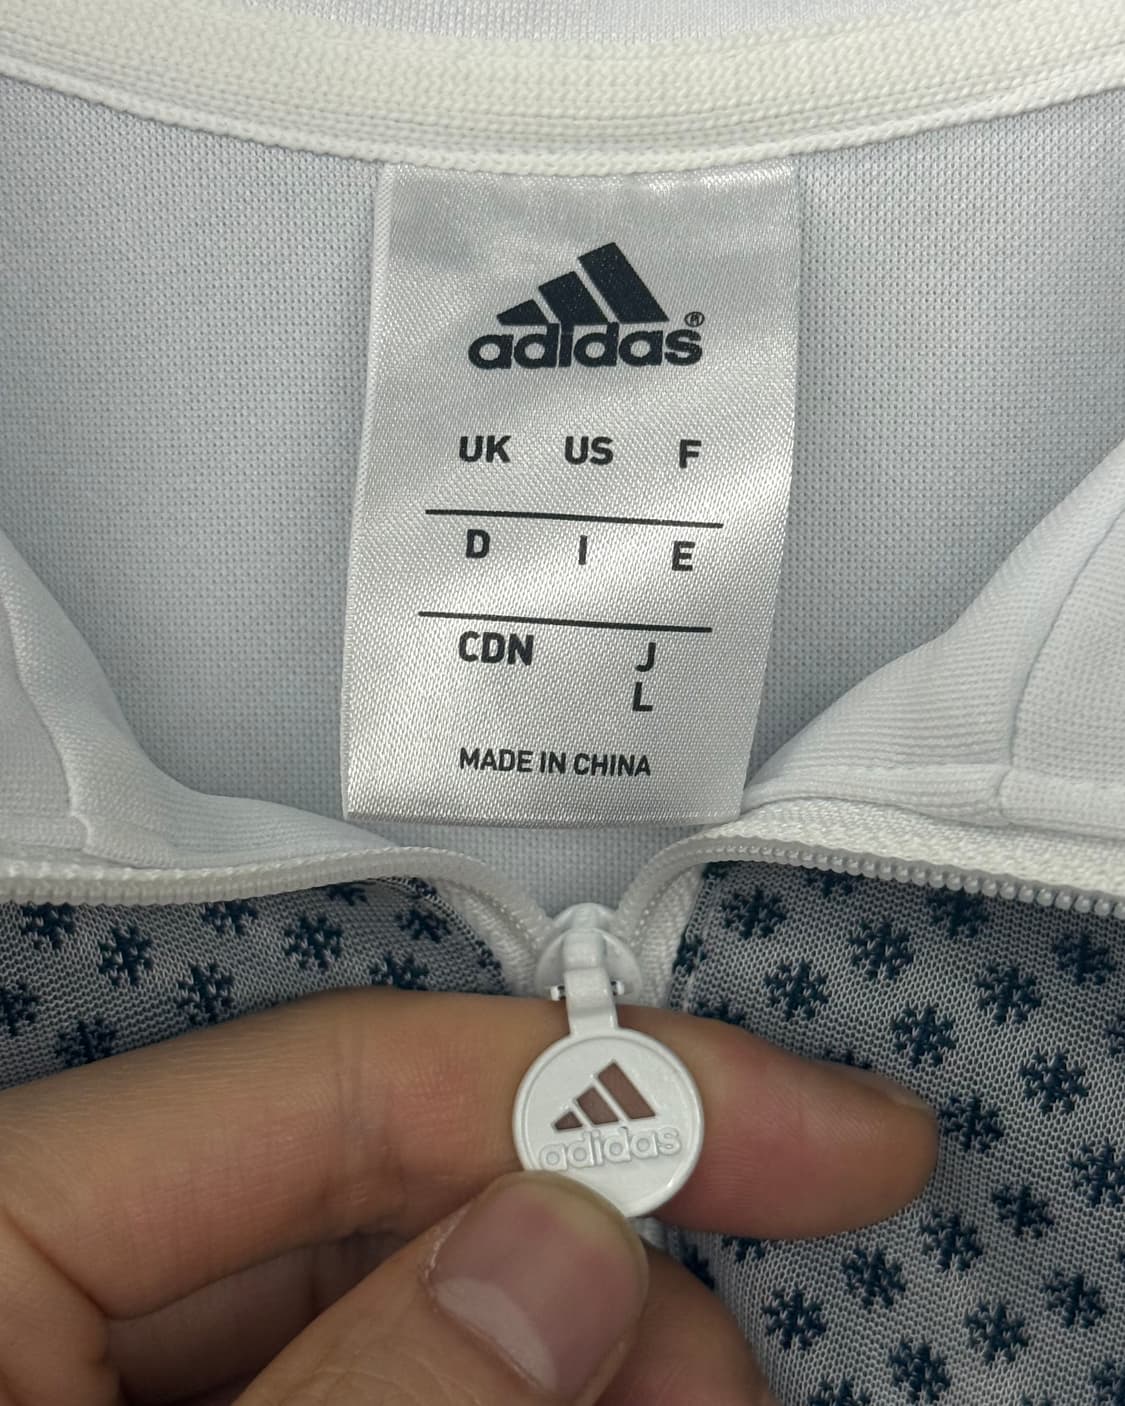 adidas®
UK US F
D I E
CDN J
L
MADE IN CHINA
adidas